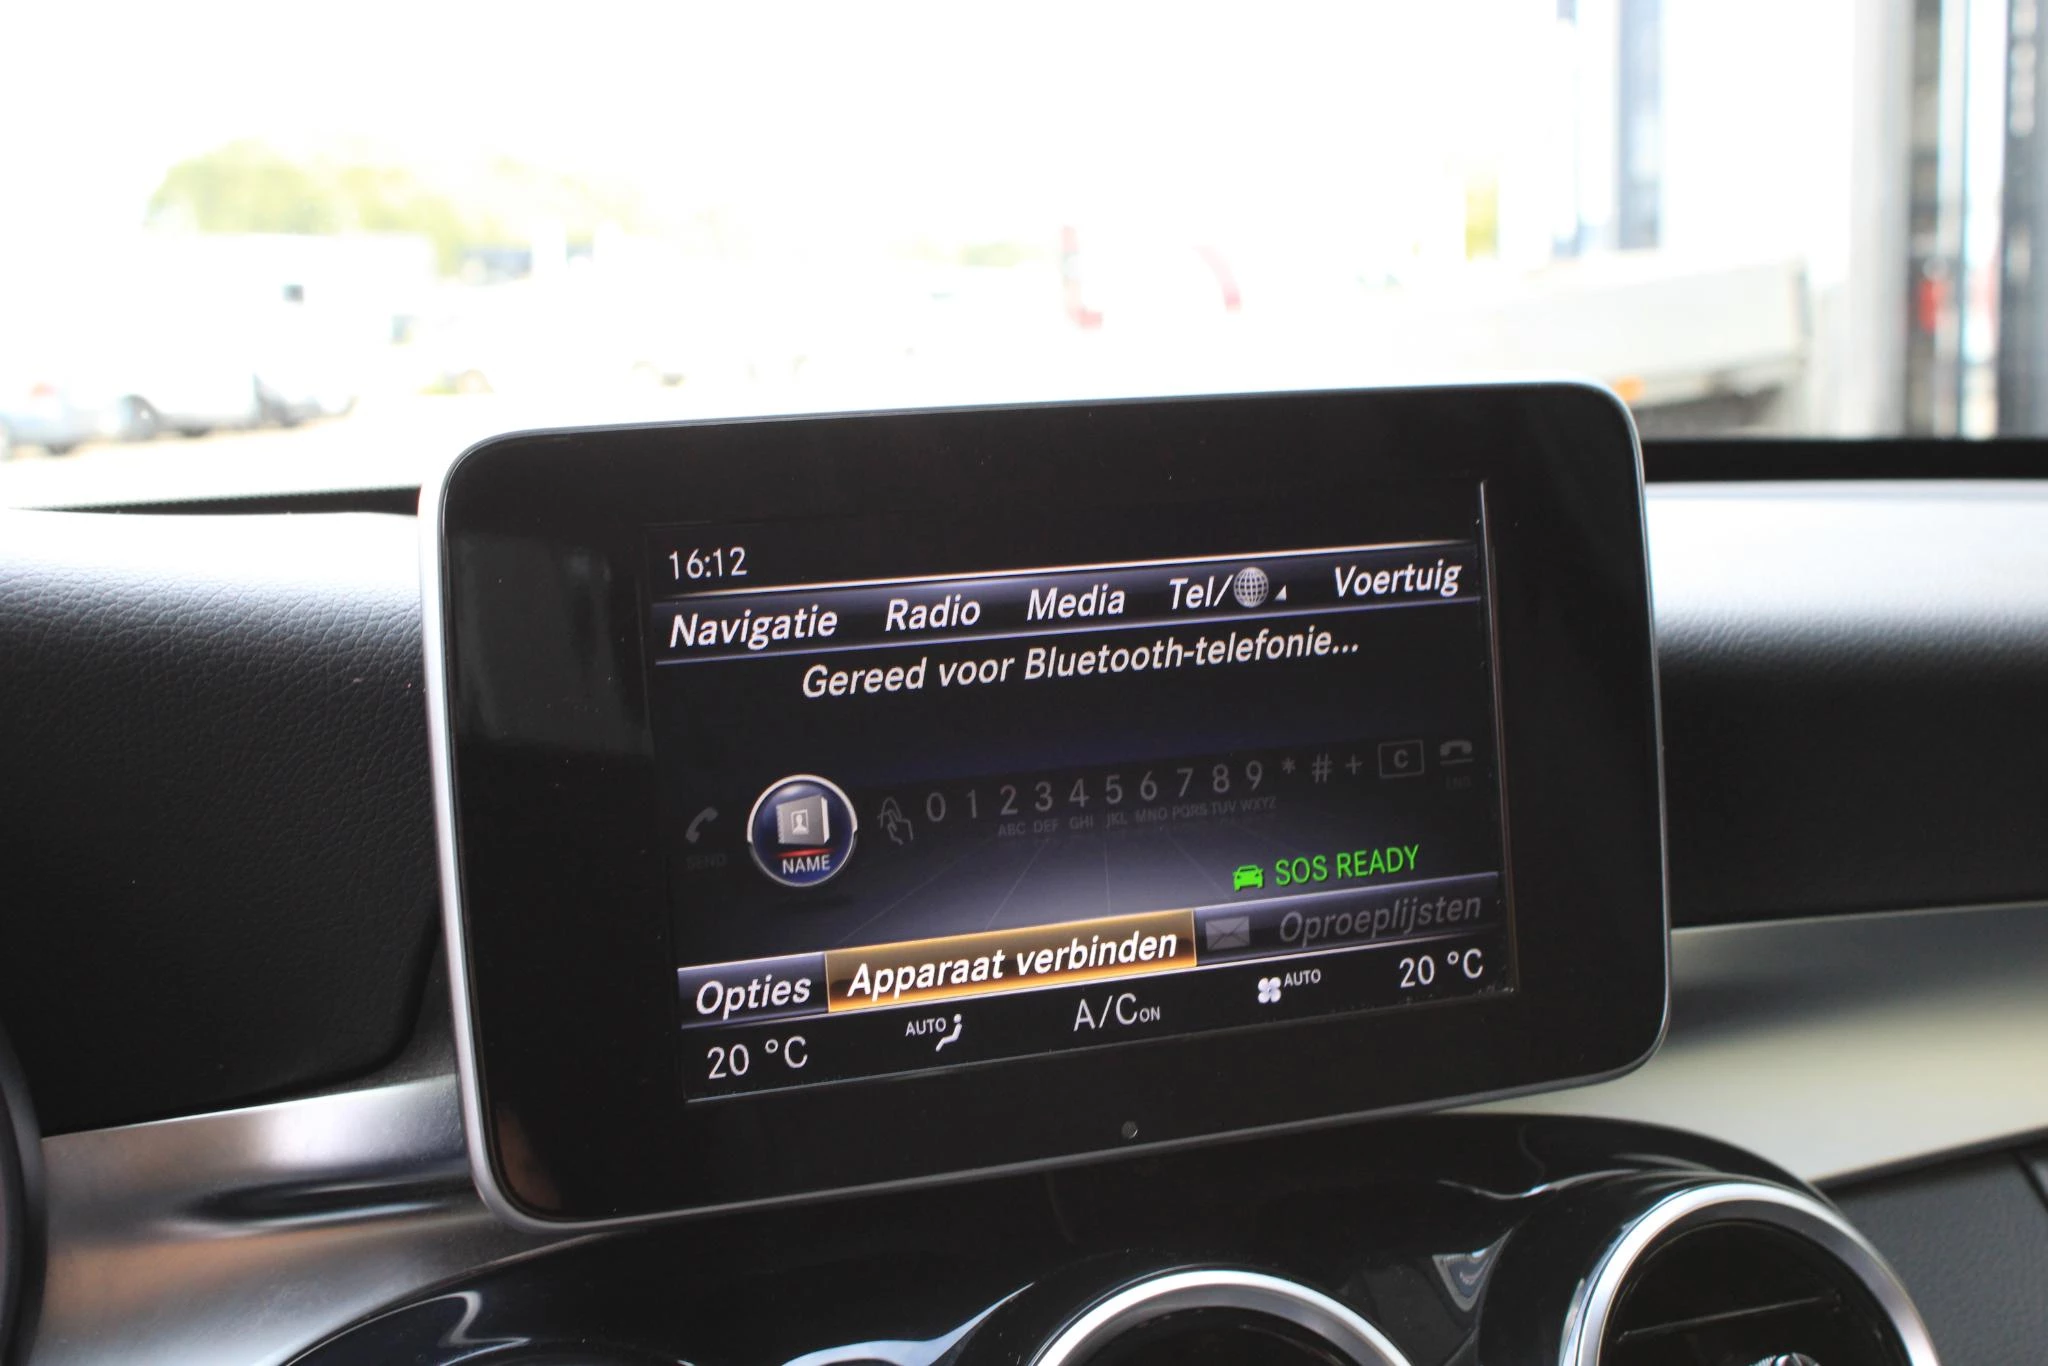 16:12
Navigatie Radio Media Tel/ Voertuig
Gereed voor Bluetooth-telefonie...
SEND NAME 0 1 2 3 4 5 6 7 8 9 * # + C END
ABC DEF GHI JKL MNO PQRS TUV WXYZ
SOS READY
Opties Apparaat verbinden Oproeplijsten
20 °C AUTO A/C ON AUTO 20 °C